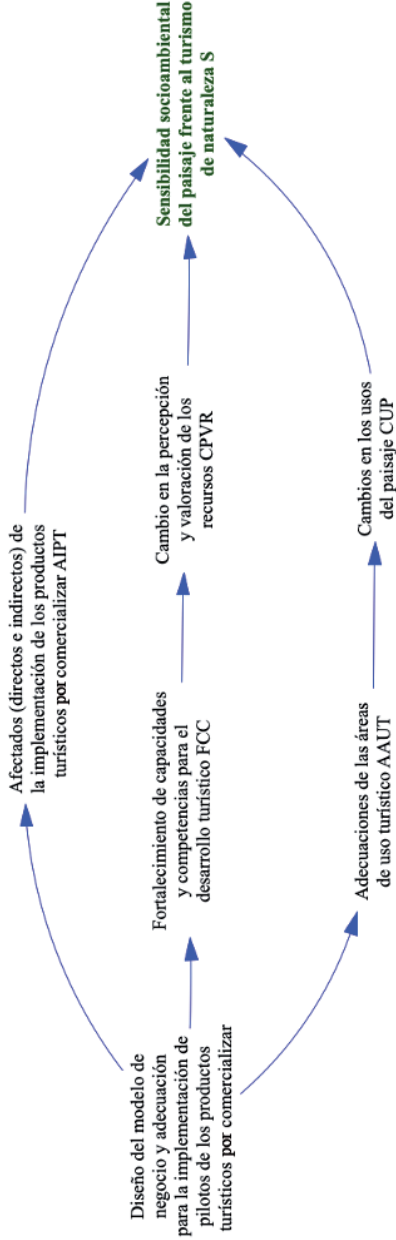 Diseño del modelo de
negocio y adecuación
para la implementación de
pilotos de los productos
turísticos por comercializar
Afectados (directos e indirectos) de
la implementación de los productos
turísticos por comercializar AIPT
Fortalecimiento de capacidades
y competencias para el
desarrollo turístico FCC
Cambio en la percepción
y valoración de los
recursos CPVR
Adecuaciones de las áreas
de uso turístico AAUT
Cambios en los usos
del paisaje CUP
Sensibilidad socioambiental
del paisaje frente al turismo
de naturaleza S